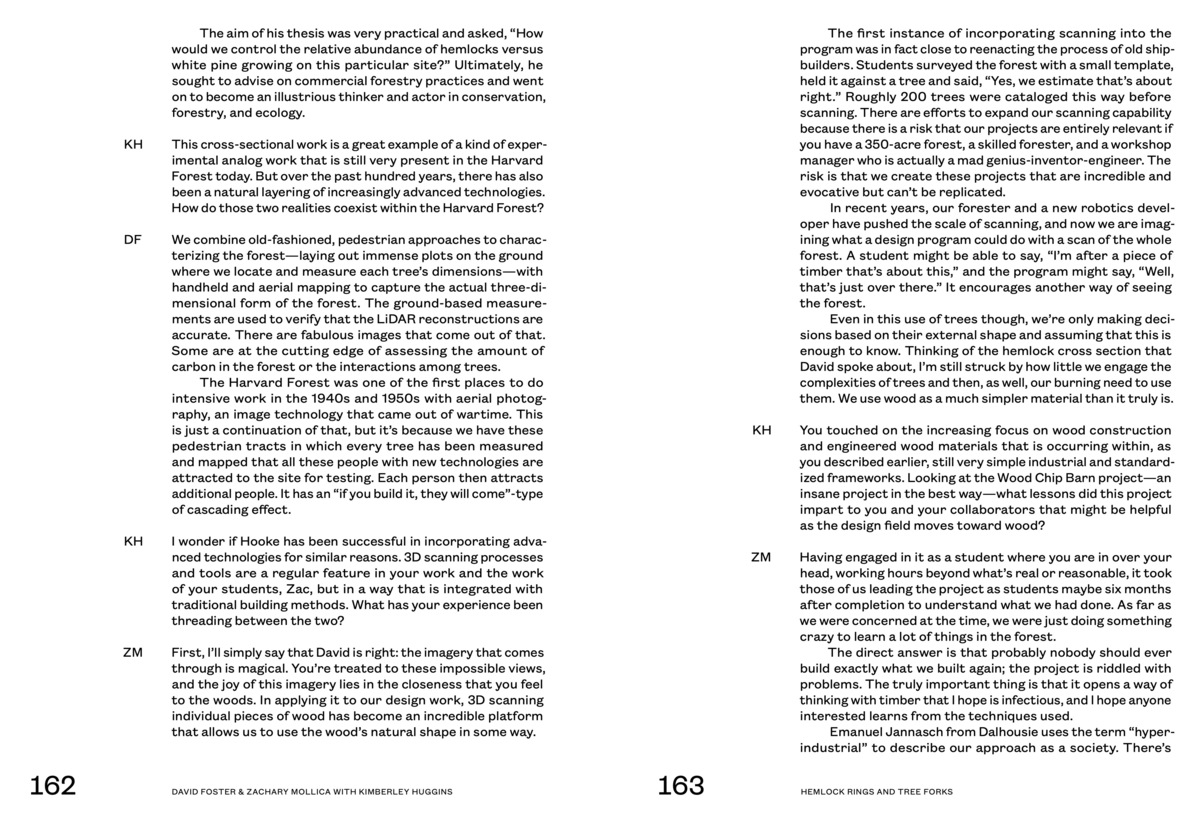 The aim of his thesis was very practical and asked, “How
would we control the relative abundance of hemlocks versus
white pine growing on this particular site?” Ultimately, he
sought to advise on commercial forestry practices and went
on to become an illustrious thinker and actor in conservation,
forestry, and ecology.
KH This cross-sectional work is a great example of a kind of exper-
imental analog work that is still very present in the Harvard
Forest today. But over the past hundred years, there has also
been a natural layering of increasingly advanced technologies.
How do those two realities coexist within the Harvard Forest?
DF We combine old-fashioned, pedestrian approaches to charac-
terizing the forest—laying out immense plots on the ground
where we locate and measure each tree’s dimensions—with
handheld and aerial mapping to capture the actual three-di-
mensional form of the forest. The ground-based measure-
ments are used to verify that the LiDAR reconstructions are
accurate. There are fabulous images that come out of that.
Some are at the cutting edge of assessing the amount of
carbon in the forest or the interactions among trees.
The Harvard Forest was one of the first places to do
intensive work in the 1940s and 1950s with aerial photog-
raphy, an image technology that came out of wartime. This
is just a continuation of that, but it’s because we have these
pedestrian tracts in which every tree has been measured
and mapped that all these people with new technologies are
attracted to the site for testing. Each person then attracts
additional people. It has an “if you build it, they will come”-type
of cascading effect.
KH I wonder if Hooke has been successful in incorporating adva-
nced technologies for similar reasons. 3D scanning processes
and tools are a regular feature in your work and the work
of your students, Zac, but in a way that is integrated with
traditional building methods. What has your experience been
threading between the two?
ZM First, I’ll simply say that David is right: the imagery that comes
through is magical. You’re treated to these impossible views,
and the joy of this imagery lies in the closeness that you feel
to the woods. In applying it to our design work, 3D scanning
individual pieces of wood has become an incredible platform
that allows us to use the wood’s natural shape in some way.
162 DAVID FOSTER & ZACHARY MOLLICA WITH KIMBERLEY HUGGINS
The first instance of incorporating scanning into the
program was in fact close to reenacting the process of old ship-
builders. Students surveyed the forest with a small template,
held it against a tree and said, “Yes, we estimate that’s about
right.” Roughly 200 trees were cataloged this way before
scanning. There are efforts to expand our scanning capability
because there is a risk that our projects are entirely relevant if
you have a 350-acre forest, a skilled forester, and a workshop
manager who is actually a mad genius-inventor-engineer. The
risk is that we create these projects that are incredible and
evocative but can’t be replicated.
In recent years, our forester and a new robotics devel-
oper have pushed the scale of scanning, and now we are imag-
ining what a design program could do with a scan of the whole
forest. A student might be able to say, “I’m after a piece of
timber that’s about this,” and the program might say, “Well,
that’s just over there.” It encourages another way of seeing
the forest.
Even in this use of trees though, we’re only making deci-
sions based on their external shape and assuming that this is
enough to know. Thinking of the hemlock cross section that
David spoke about, I’m still struck by how little we engage the
complexities of trees and then, as well, our burning need to use
them. We use wood as a much simpler material than it truly is.
KH You touched on the increasing focus on wood construction
and engineered wood materials that is occurring within, as
you described earlier, still very simple industrial and standard-
ized frameworks. Looking at the Wood Chip Barn project—an
insane project in the best way—what lessons did this project
impart to you and your collaborators that might be helpful
as the design field moves toward wood?
ZM Having engaged in it as a student where you are in over your
head, working hours beyond what’s real or reasonable, it took
those of us leading the project as students maybe six months
after completion to understand what we had done. As far as
we were concerned at the time, we were just doing something
crazy to learn a lot of things in the forest.
The direct answer is that probably nobody should ever
build exactly what we built again; the project is riddled with
problems. The truly important thing is that it opens a way of
thinking with timber that I hope is infectious, and I hope anyone
interested learns from the techniques used.
Emanuel Jannasch from Dalhousie uses the term “hyper-
industrial” to describe our approach as a society. There’s
163 HEMLOCK RINGS AND TREE FORKS